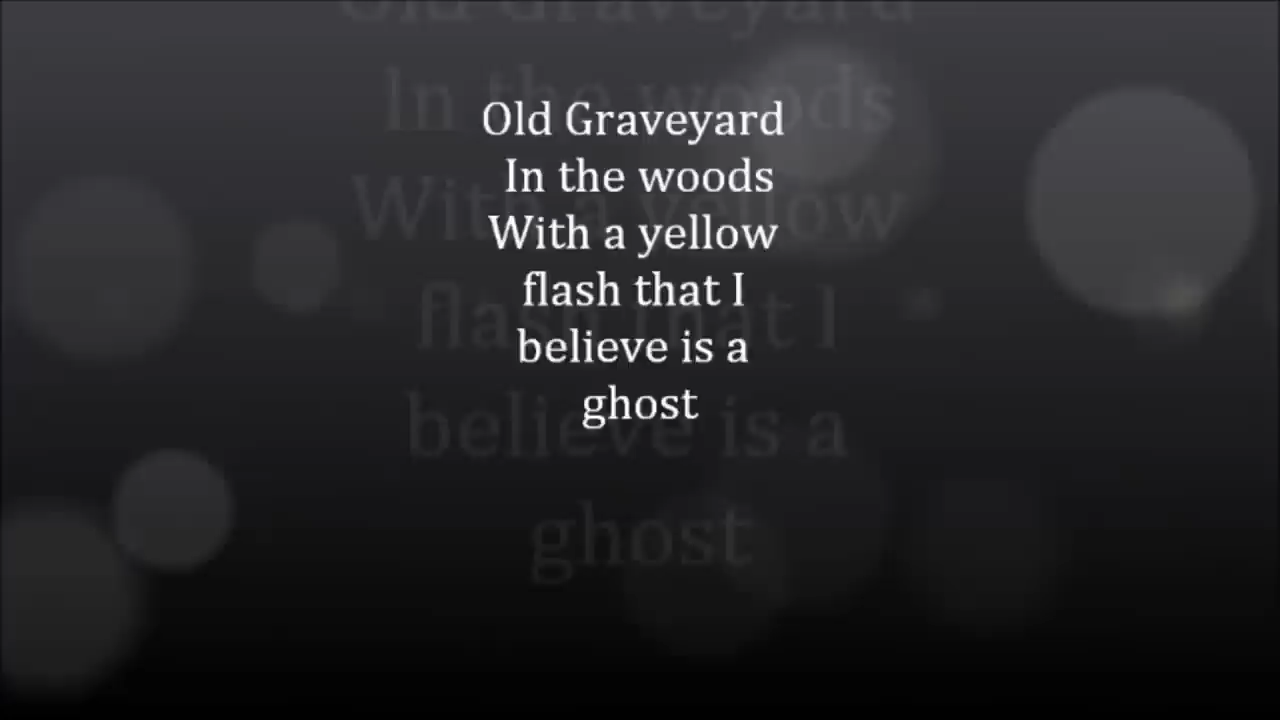 Old Graveyard
In the woods
With a yellow
flash that I
believe is a
ghost